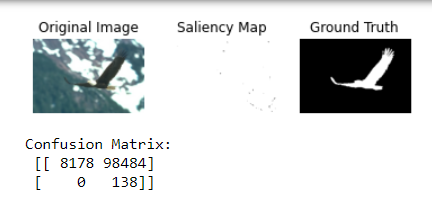 Original Image Saliency Map Ground Truth
Confusion Matrix:
[[ 8178 98484]
[ 0 138]]